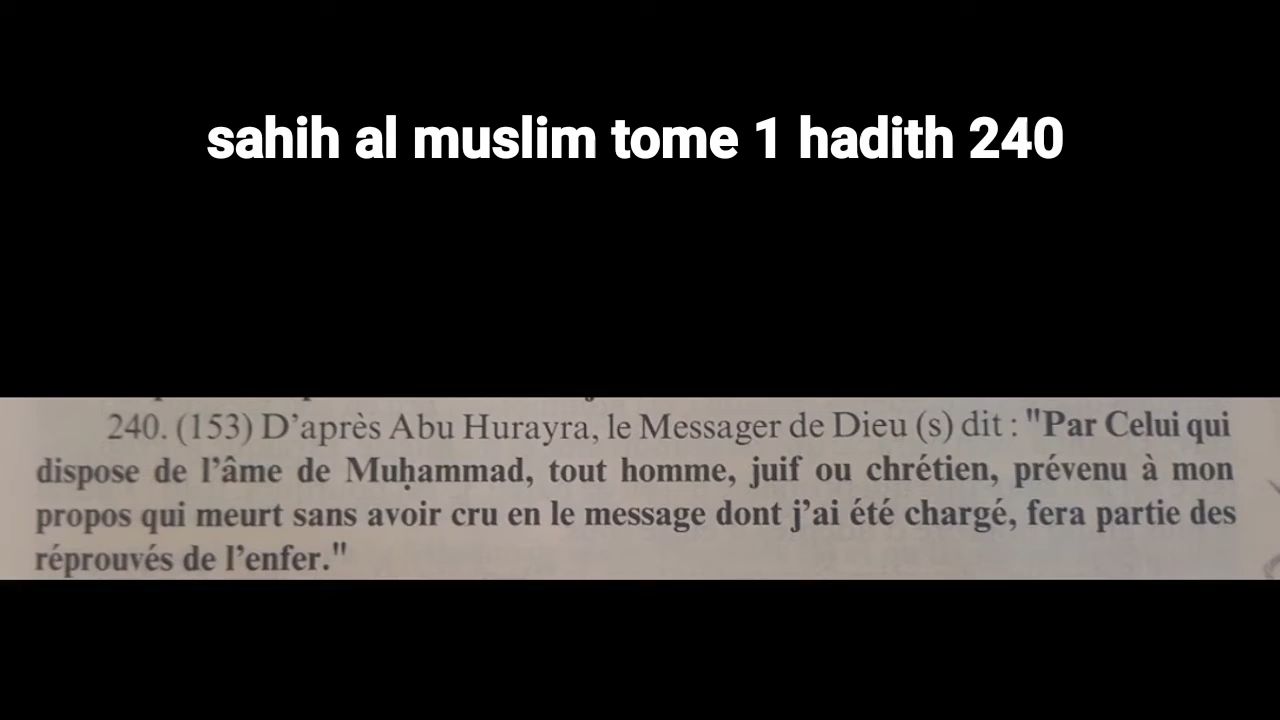 sahih al muslim tome 1 hadith 240
240. (153) D’après Abu Hurayra, le Messager de Dieu (s) dit : "Par Celui qui
dispose de l’âme de Muḥammad, tout homme, juif ou chrétien, prévenu à mon
propos qui meurt sans avoir cru en le message dont j’ai été chargé, fera partie des
réprouvés de l’enfer."